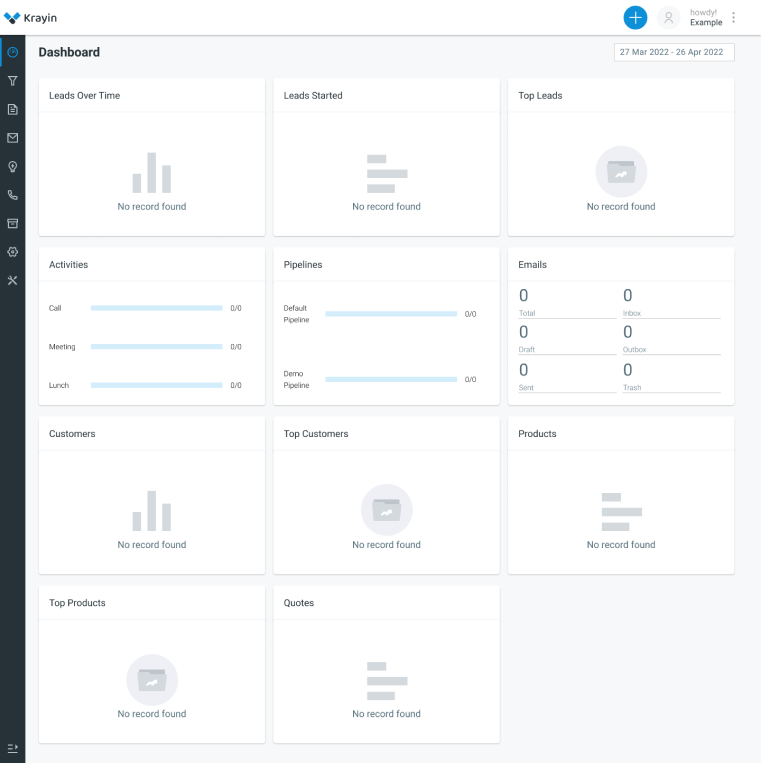 Krayin
howdy!
Example
Dashboard
27 Mar 2022 - 26 Apr 2022
Leads Over Time
No record found
Leads Started
No record found
Top Leads
No record found
Activities
Call
0/0
Meeting
0/0
Lunch
0/0
Pipelines
Default
Pipeline
0/0
Demo
Pipeline
0/0
Emails
0
Total
0
Inbox
0
Draft
0
Outbox
0
Sent
0
Trash
Customers
No record found
Top Customers
No record found
Products
No record found
Top Products
No record found
Quotes
No record found